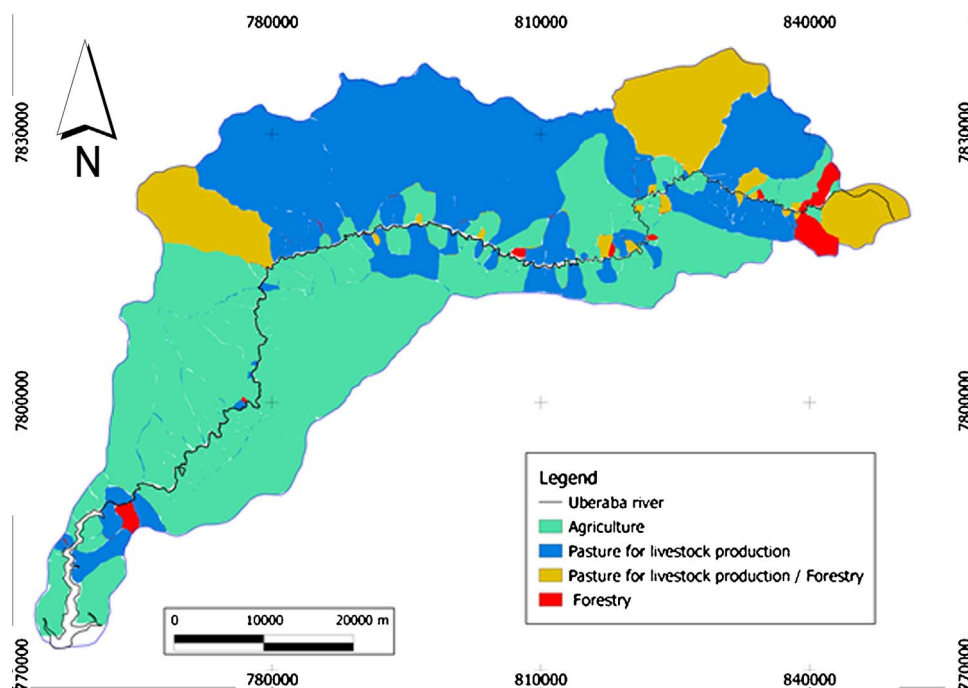 780000 810000 840000
7830000 7830000
N
7800000 7800000
Legend
Uberaba river
Agriculture
Pasture for livestock production
Pasture for livestock production / Forestry
Forestry
0 10000 20000 m
7770000 7770000
780000 810000 840000